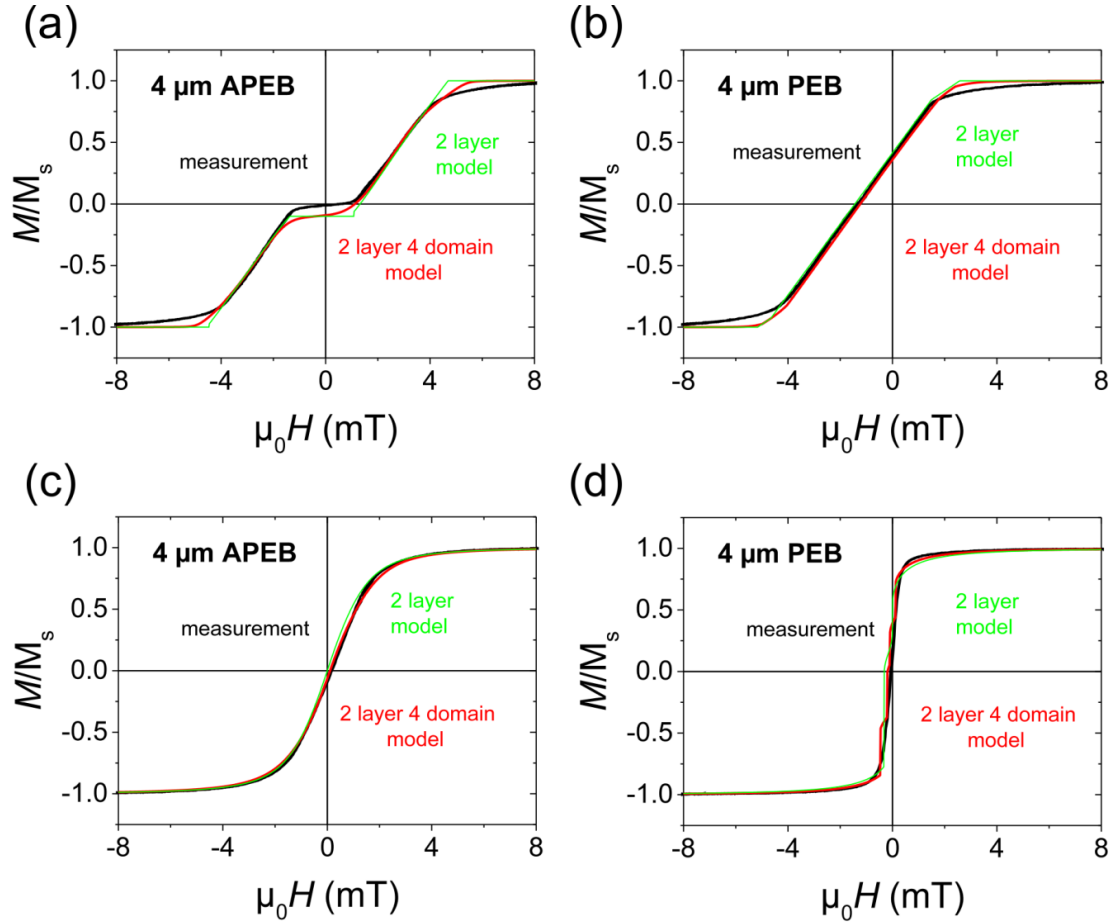 (a)
4 µm APEB
measurement
2 layer
model
2 layer 4 domain
model
1.0
0.5
0.0
-0.5
-1.0
M/Ms
-8 -4 0 4 8
µ0H (mT)
(b)
4 µm PEB
measurement
2 layer
model
2 layer 4 domain
model
1.0
0.5
0.0
-0.5
-1.0
M/Ms
-8 -4 0 4 8
µ0H (mT)
(c)
4 µm APEB
measurement
2 layer
model
2 layer 4 domain
model
1.0
0.5
0.0
-0.5
-1.0
M/Ms
-8 -4 0 4 8
µ0H (mT)
(d)
4 µm PEB
measurement
2 layer
model
2 layer 4 domain
model
1.0
0.5
0.0
-0.5
-1.0
M/Ms
-8 -4 0 4 8
µ0H (mT)